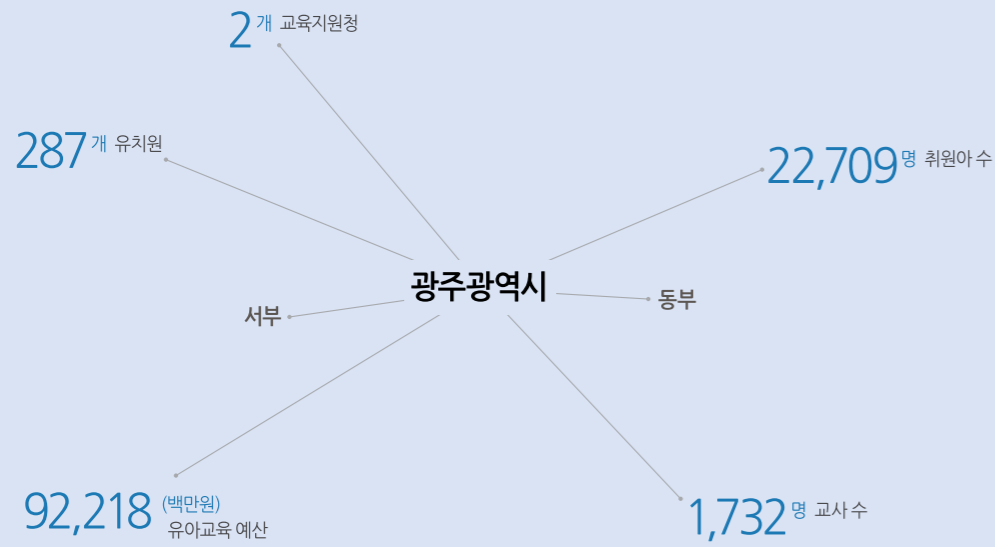 2개 교육지원청
287개 유치원
22,709명 취원아 수
광주광역시
서부
동부
92,218 (백만원)
유아교육 예산
1,732명 교사 수